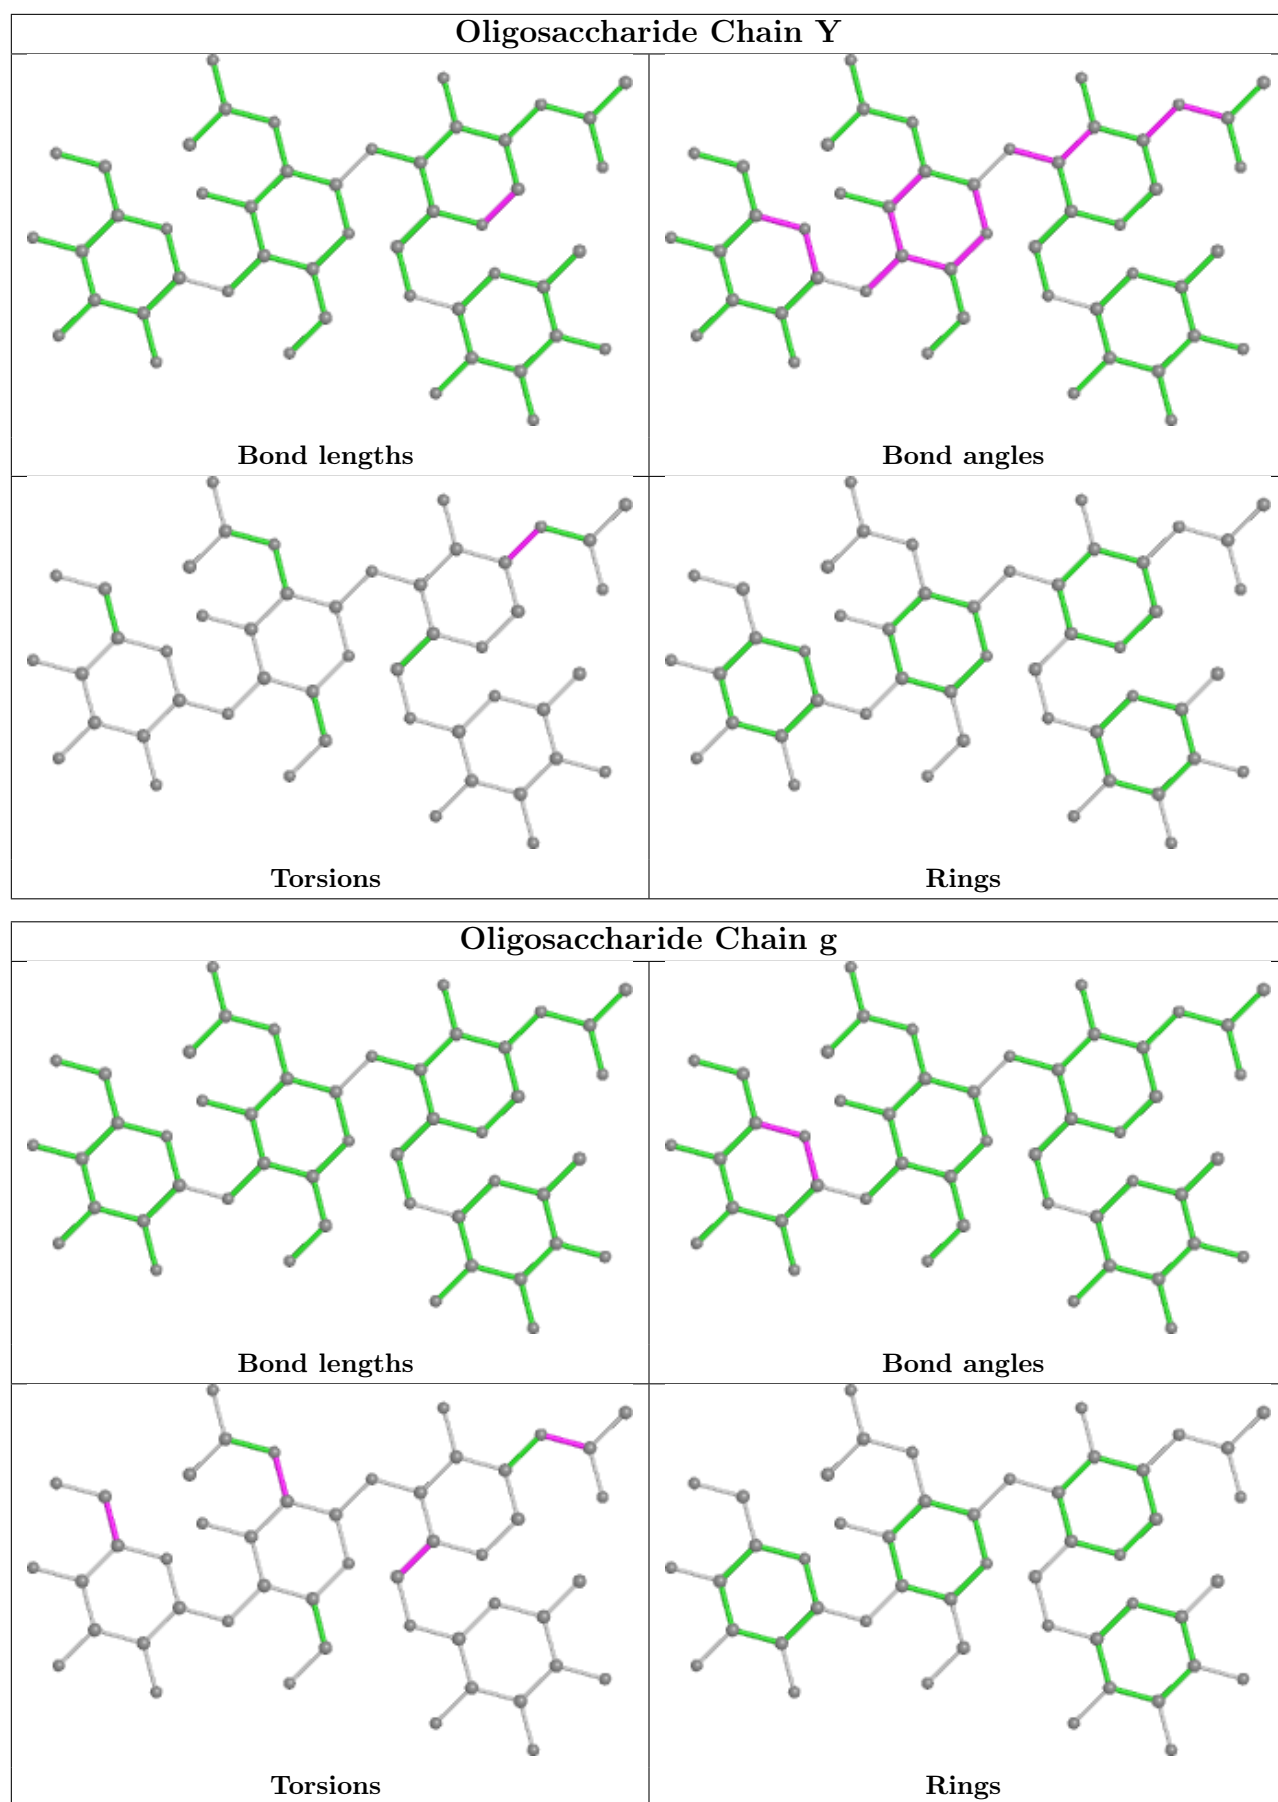 Oligosaccharide Chain Y
Bond lengths
Bond angles
Torsions
Rings
Oligosaccharide Chain g
Bond lengths
Bond angles
Torsions
Rings